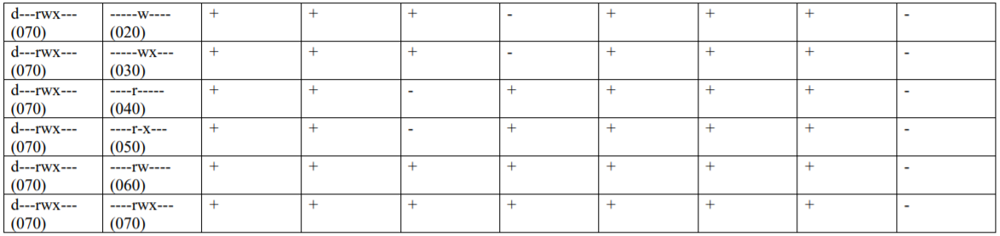 d---rwx--- -----w---- + + + - + + + -
(070) (020)
d---rwx--- -----wx--- + + + - + + + -
(070) (030)
d---rwx--- ----r----- + + - + + + + -
(070) (040)
d---rwx--- ----r-x--- + + - + + + + -
(070) (050)
d---rwx--- ----rw---- + + + + + + + -
(070) (060)
d---rwx--- ----rwx--- + + + + + + + -
(070) (070)